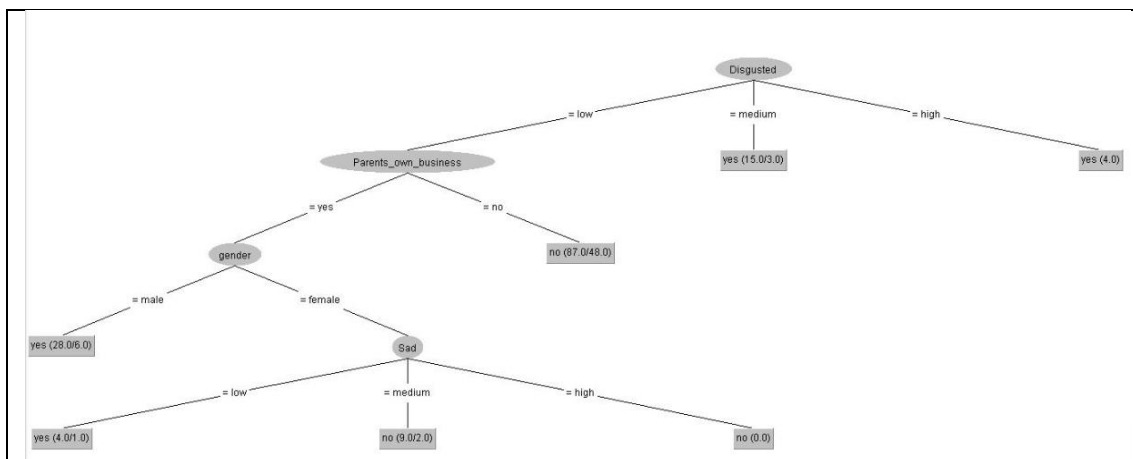 Disgusted
= low
= medium
= high
Parents_own_business
yes (15.0/3.0)
yes (4.0)
= yes
= no
gender
no (87.0/48.0)
= male
= female
yes (28.0/6.0)
Sad
= low
= medium
= high
yes (4.0/1.0)
no (9.0/2.0)
no (0.0)